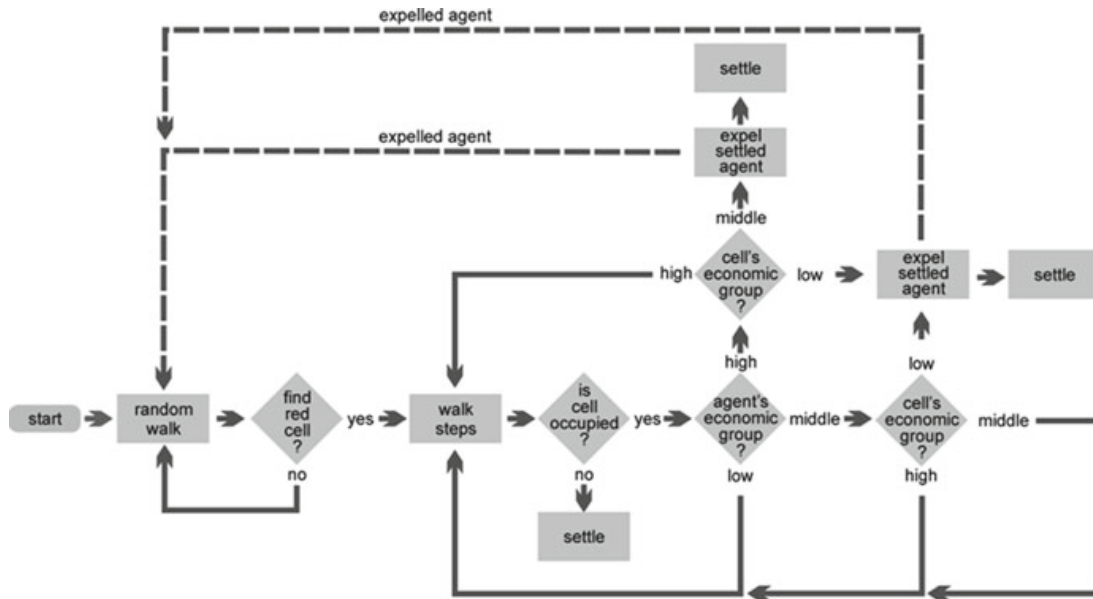 expelled agent
settle
expelled agent
expel
settled
agent
middle
high
cell's
economic
group
?
low
expel
settled
agent
settle
high
low
start
random
walk
find
red
cell
?
yes
walk
steps
is
cell
occupied
?
yes
agent's
economic
group
?
middle
cell's
economic
group
?
middle
no
no
low
high
settle